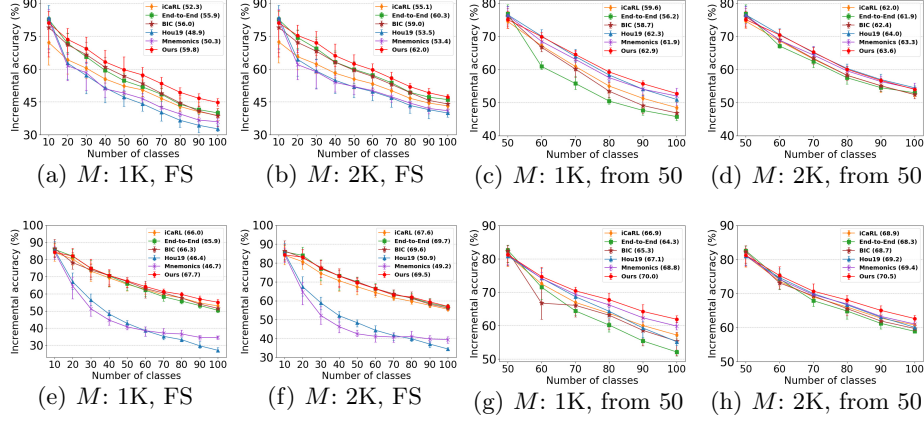 Incremental accuracy (%)
90
75
60
45
30
10 20 30 40 50 60 70 80 90 100
Number of classes
iCaRL (52.3)
End-to-End (55.9)
BIC (56.0)
Hou19 (48.9)
Mnemonics (50.3)
Ours (59.8)
(a) M: 1K, FS
Incremental accuracy (%)
90
75
60
45
30
10 20 30 40 50 60 70 80 90 100
Number of classes
iCaRL (55.1)
End-to-End (60.3)
BIC (59.0)
Hou19 (53.5)
Mnemonics (53.4)
Ours (62.0)
(b) M: 2K, FS
Incremental accuracy (%)
80
70
60
50
40
50 60 70 80 90 100
Number of classes
iCaRL (59.6)
End-to-End (56.2)
BIC (58.7)
Hou19 (62.3)
Mnemonics (61.9)
Ours (62.9)
(c) M: 1K, from 50
Incremental accuracy (%)
80
70
60
50
40
50 60 70 80 90 100
Number of classes
iCaRL (62.0)
End-to-End (61.9)
BIC (62.4)
Hou19 (64.0)
Mnemonics (63.3)
Ours (63.6)
(d) M: 2K, from 50
Incremental accuracy (%)
100
90
80
70
60
50
40
30
10 20 30 40 50 60 70 80 90 100
Number of classes
iCaRL (66.0)
End-to-End (65.9)
BIC (66.3)
Hou19 (46.4)
Mnemonics (46.7)
Ours (67.7)
(e) M: 1K, FS
Incremental accuracy (%)
100
90
80
70
60
50
40
30
10 20 30 40 50 60 70 80 90 100
Number of classes
iCaRL (67.6)
End-to-End (69.7)
BIC (69.6)
Hou19 (50.9)
Mnemonics (49.2)
Ours (69.5)
(f) M: 2K, FS
Incremental accuracy (%)
90
80
70
60
50
50 60 70 80 90 100
Number of classes
iCaRL (66.9)
End-to-End (64.3)
BIC (65.3)
Hou19 (67.1)
Mnemonics (68.8)
Ours (70.0)
(g) M: 1K, from 50
Incremental accuracy (%)
90
80
70
60
50
50 60 70 80 90 100
Number of classes
iCaRL (68.9)
End-to-End (68.3)
BIC (68.7)
Hou19 (69.2)
Mnemonics (69.4)
Ours (70.5)
(h) M: 2K, from 50